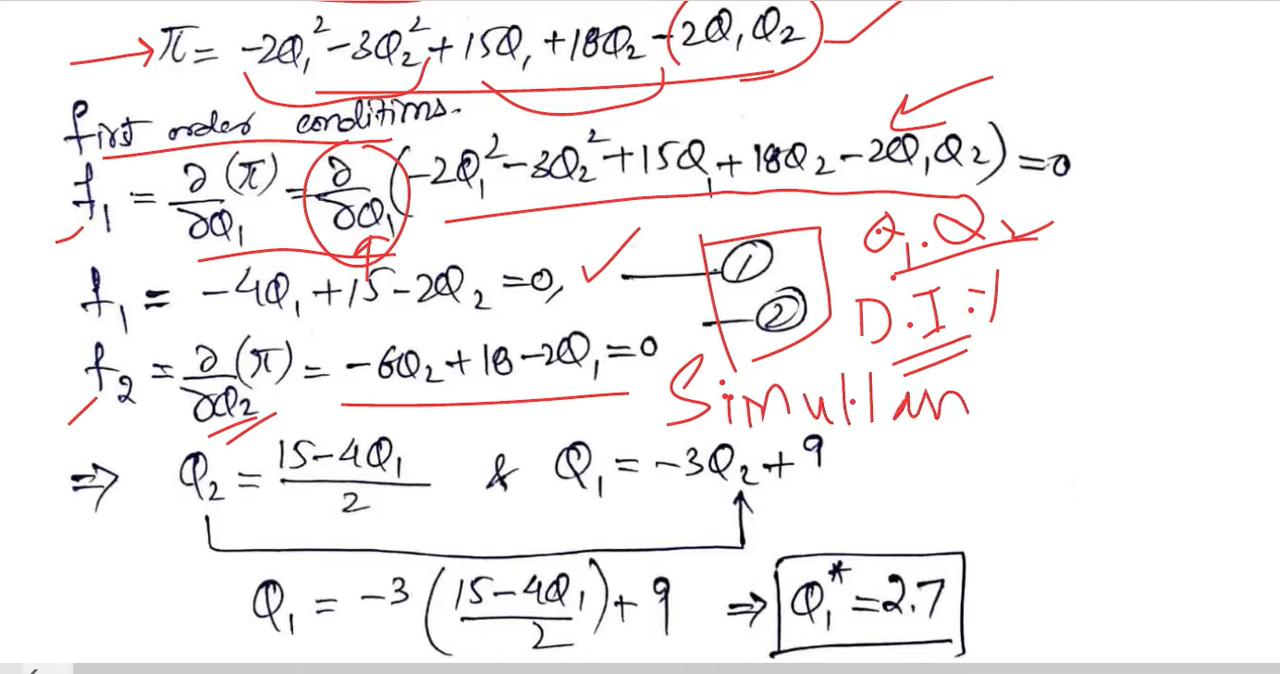 π = -2Q₁² -3Q₂² + 15Q₁ + 18Q₂ - 2Q₁Q₂
first order conditims.
f₁ = ∂/∂Q₁ (π) = ∂/∂Q₁ (-2Q₁² -3Q₂² + 15Q₁ + 18Q₂ - 2Q₁Q₂) = 0
Q₁.Q₂
f₁ = -4Q₁ + 15 - 2Q₂ = 0, ①
② D.I:-
f₂ = ∂/∂Q₂ (π) = -6Q₂ + 18 - 2Q₁ = 0
Simultan
⇒ Q₂ = (15-4Q₁)/2 & Q₁ = -3Q₂ + 9
Q₁ = -3 ((15-4Q₁)/2) + 9 ⇒ Q₁* = 2.7